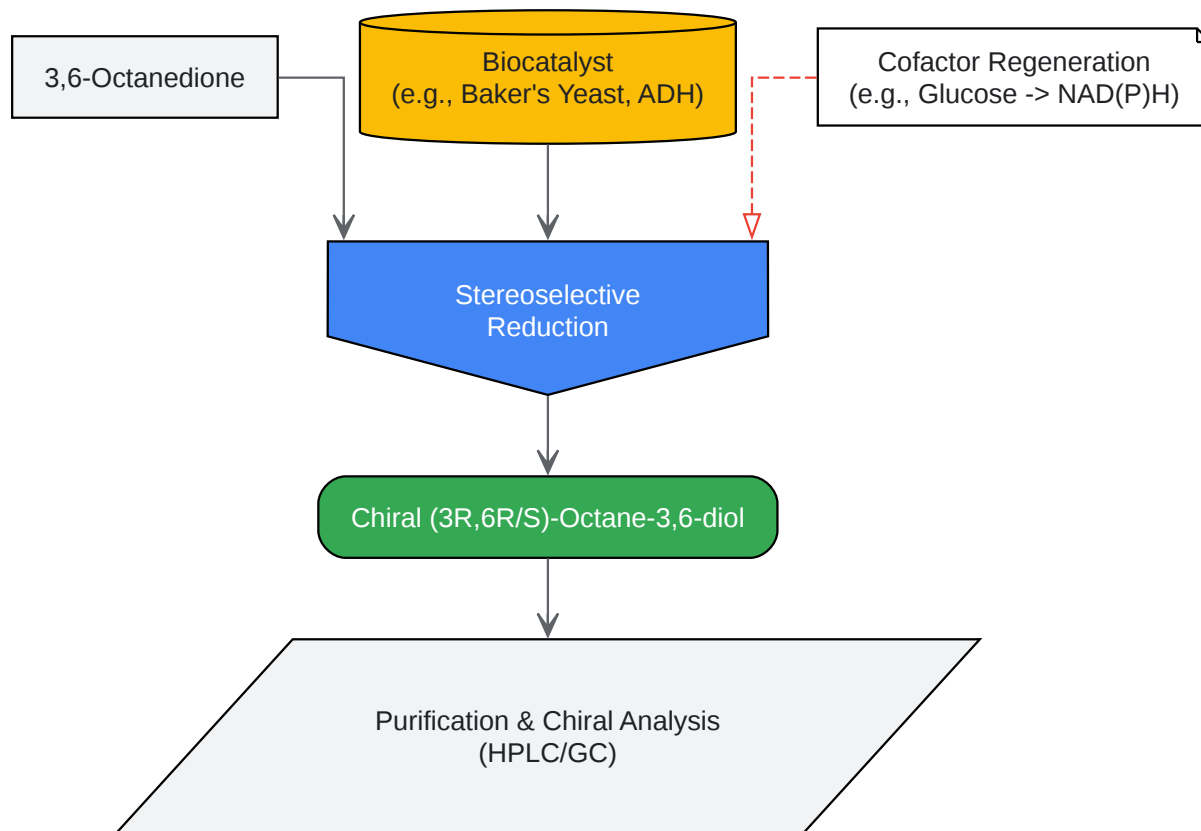 3,6-Octanedione
Biocatalyst
(e.g., Baker's Yeast, ADH)
Cofactor Regeneration
(e.g., Glucose -> NAD(P)H)
Stereoselective
Reduction
Chiral (3R,6R/S)-Octane-3,6-diol
Purification & Chiral Analysis
(HPLC/GC)